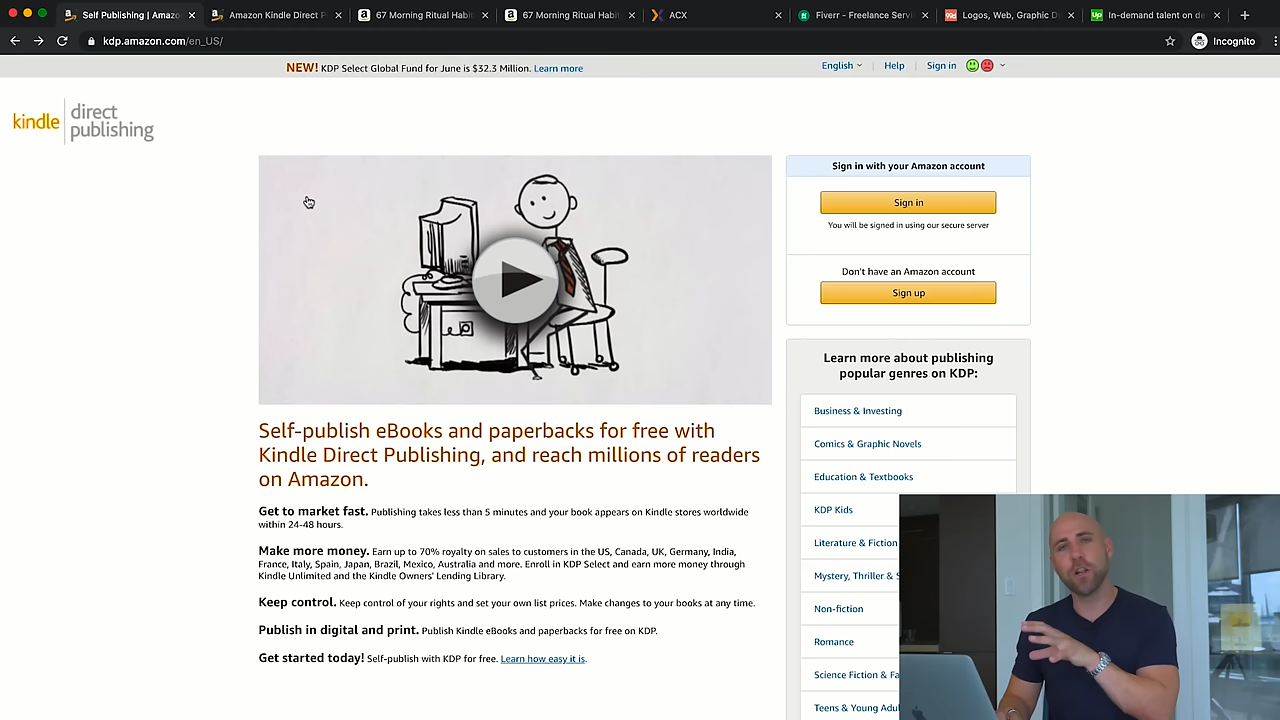 Self Publishing | Amaz
Amazon Kindle Direct P
67 Morning Ritual Habi
67 Morning Ritual Habi
ACX
Fiverr - Freelance Servi
Logos, Web, Graphic De
Up
In-demand talent on de
kdp.amazon.com/en_US/
Incognito
NEW! KDP Select Global Fund for June is $32.3 Million. Learn more
English
Help
Sign in
kindle direct
publishing
Sign in with your Amazon account
Sign in
You will be signed in using our secure server
Don't have an Amazon account
Sign up
Self-publish eBooks and paperbacks for free with
Kindle Direct Publishing, and reach millions of readers
on Amazon.
Get to market fast. Publishing takes less than 5 minutes and your book appears on Kindle stores worldwide
within 24-48 hours.
Make more money. Earn up to 70% royalty on sales to customers in the US, Canada, UK, Germany, India,
France, Italy, Spain, Japan, Brazil, Mexico, Australia and more. Enroll in KDP Select and earn more money through
Kindle Unlimited and the Kindle Owners' Lending Library.
Keep control. Keep control of your rights and set your own list prices. Make changes to your books at any time.
Publish in digital and print. Publish Kindle eBooks and paperbacks for free on KDP.
Get started today! Self-publish with KDP for free. Learn how easy it is.
Learn more about publishing
popular genres on KDP:
Business & Investing
Comics & Graphic Novels
Education & Textbooks
KDP Kids
Literature & Fiction
Mystery, Thriller & S
Non-fiction
Romance
Science Fiction & Fa
Teens & Young Adul